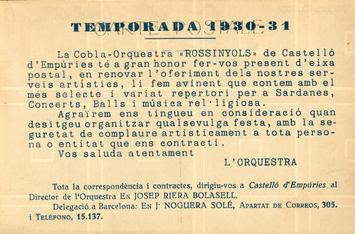 TEMPORADA 1930-31
La Cobla-Orquestra «ROSSINYOLS» de Castelló
d'Empúries té a gran honor fer-vos present d'eixa
postal, en renovar l'oferiment dels nostres ser-
veis artístics, i fem avinent que contem amb el
més selecte i variat repertori per a Sardanes,
Concerts, Balls i música rel·ligiosa.
Agrairem ens tingueu en consideració quan
desitgeu organitzar qualsevulga festa, amb la se-
guretat de complaure artísticament a tota perso-
na o entitat que ens contracti.
Vos saluda atentament
L'ORQUESTRA
Tota la correspondència i contractes, dirigiu-vos a Castelló d'Empúries al
Director de l'Orquestra EN JOSEP RIERA BOLASELL.
Delegació a Barcelona: EN J. NOGUERA SOLÉ, APARTAT DE CORREOS, 305.
i TELÉFONO, 15.137.